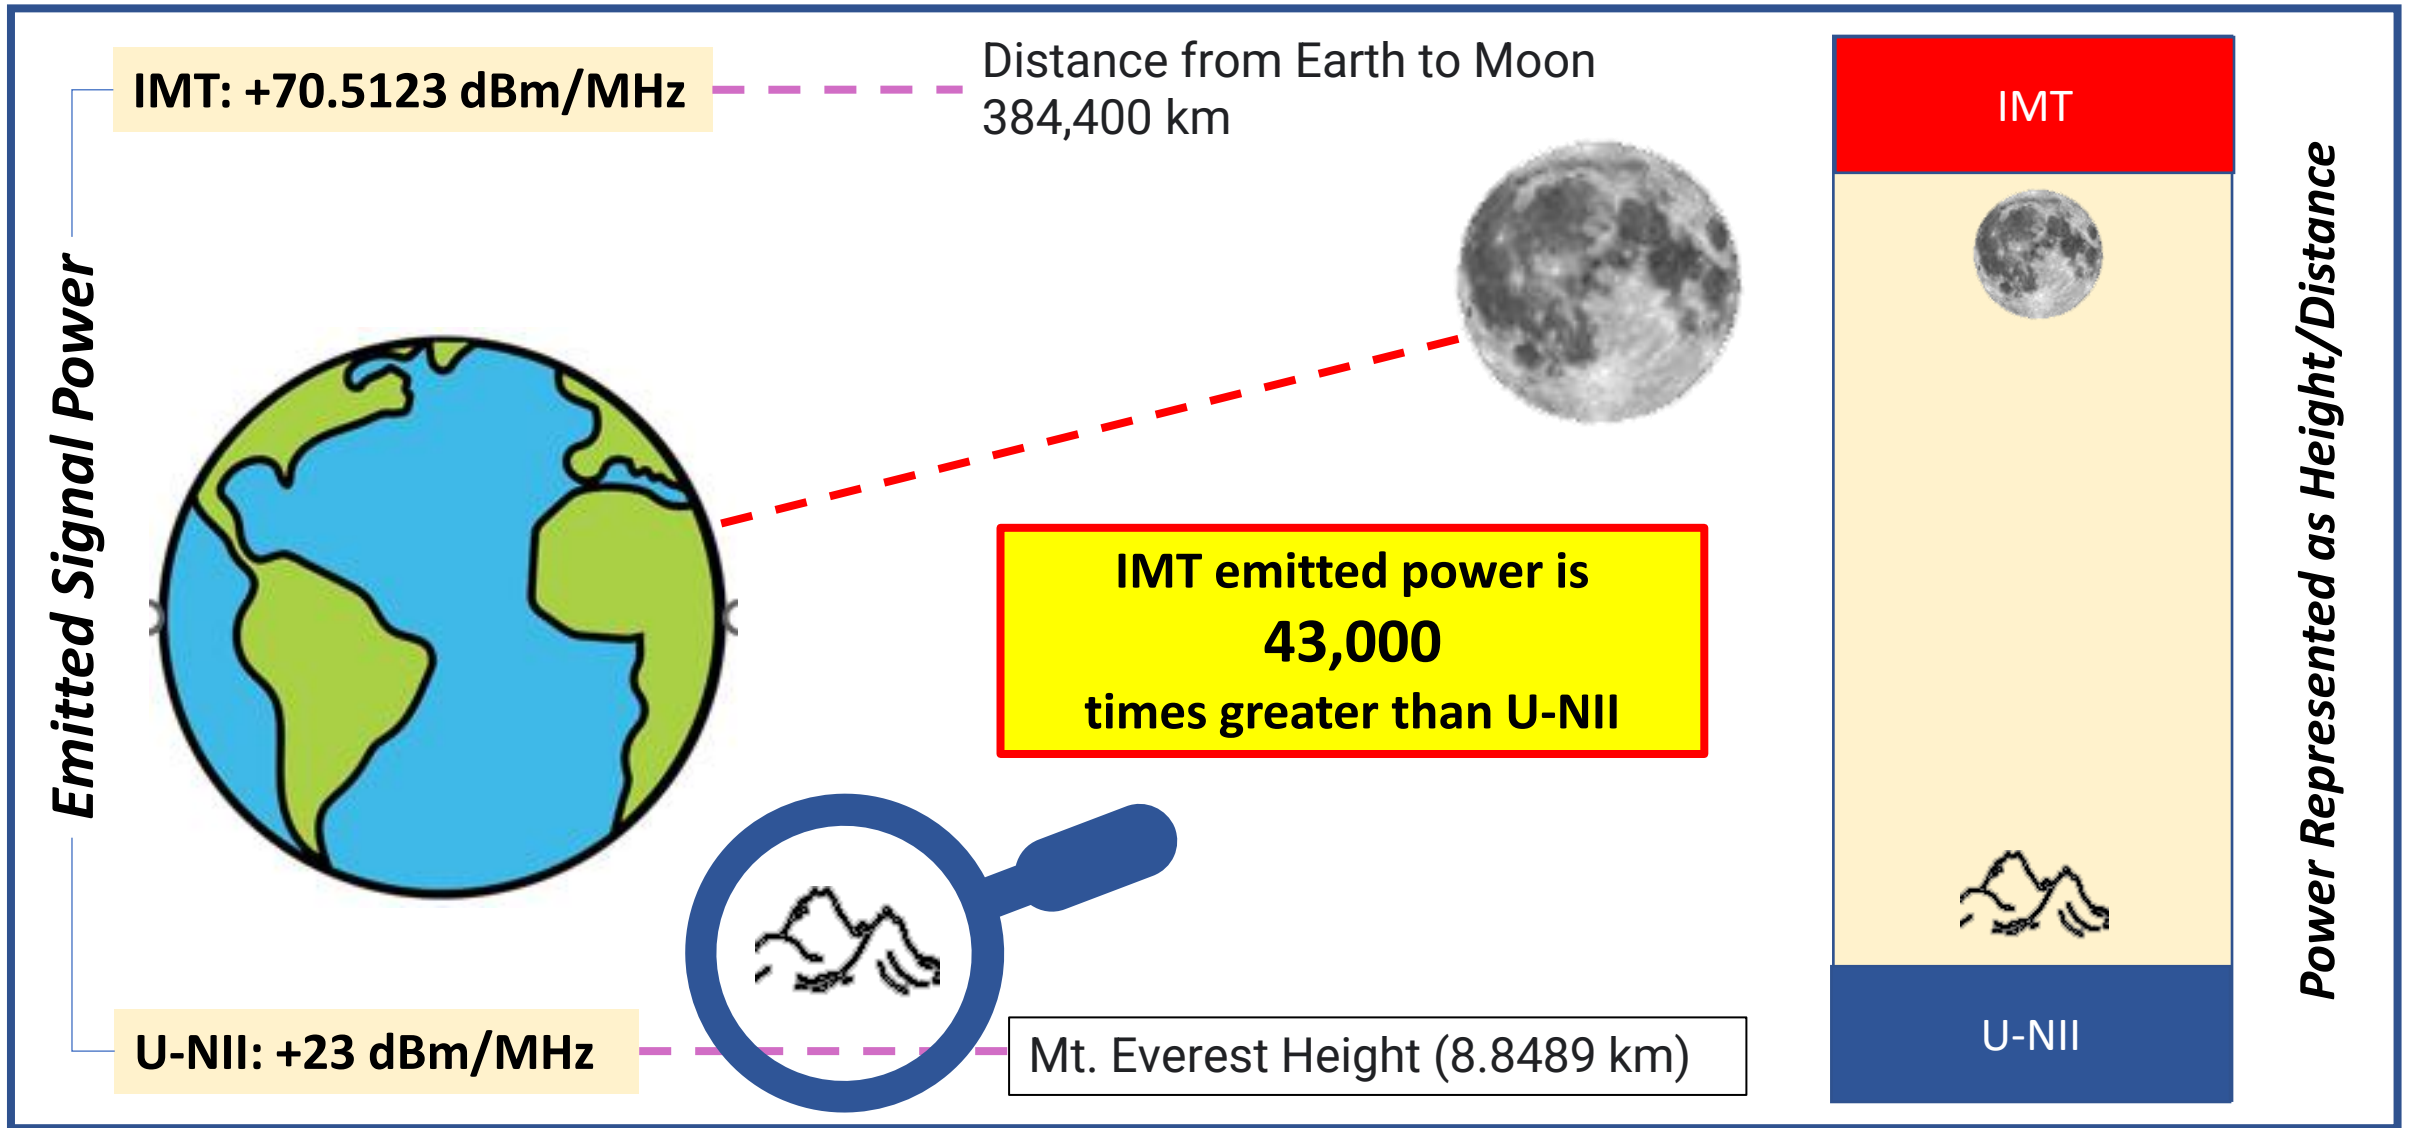 IMT: +70.5123 dBm/MHz
Distance from Earth to Moon
384,400 km
IMT
Emitted Signal Power
Power Represented as Height/Distance
IMT emitted power is
43,000
times greater than U-NII
U-NII: +23 dBm/MHz
Mt. Everest Height (8.8489 km)
U-NII